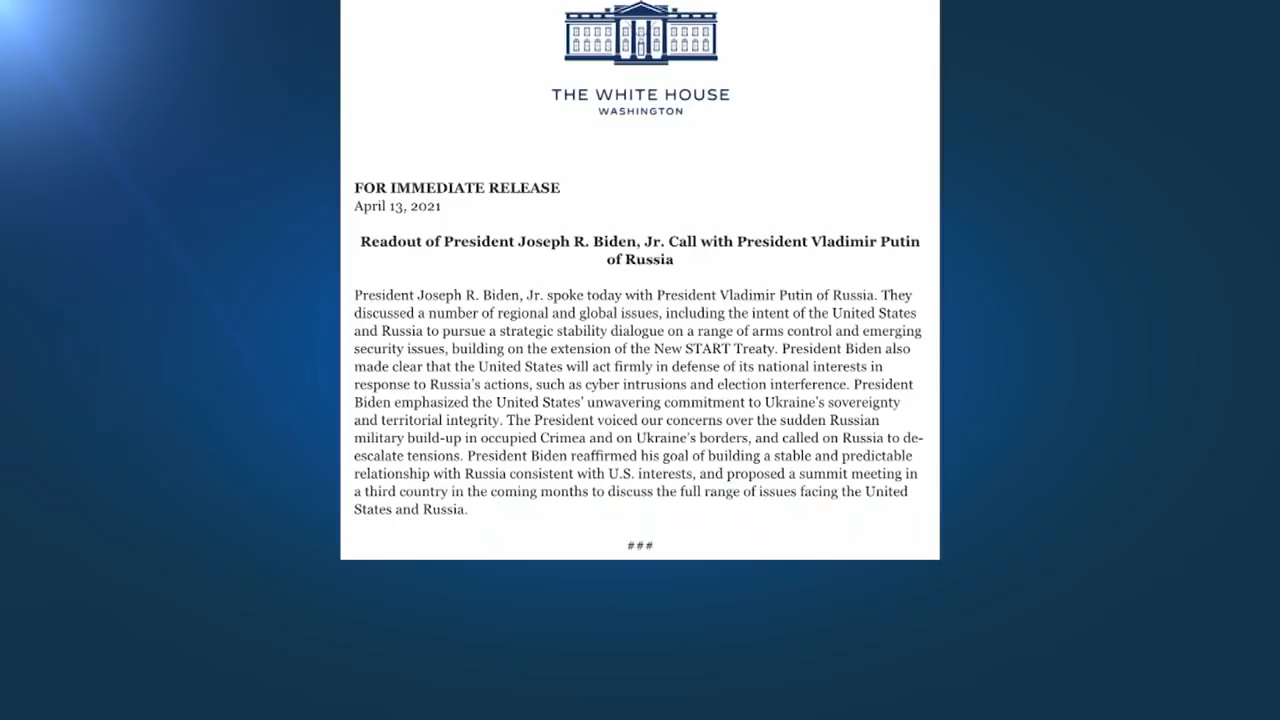 THE WHITE HOUSE
WASHINGTON
FOR IMMEDIATE RELEASE
April 13, 2021
Readout of President Joseph R. Biden, Jr. Call with President Vladimir Putin
of Russia
President Joseph R. Biden, Jr. spoke today with President Vladimir Putin of Russia. They
discussed a number of regional and global issues, including the intent of the United States
and Russia to pursue a strategic stability dialogue on a range of arms control and emerging
security issues, building on the extension of the New START Treaty. President Biden also
made clear that the United States will act firmly in defense of its national interests in
response to Russia's actions, such as cyber intrusions and election interference. President
Biden emphasized the United States' unwavering commitment to Ukraine's sovereignty
and territorial integrity. The President voiced our concerns over the sudden Russian
military build-up in occupied Crimea and on Ukraine's borders, and called on Russia to de-
escalate tensions. President Biden reaffirmed his goal of building a stable and predictable
relationship with Russia consistent with U.S. interests, and proposed a summit meeting in
a third country in the coming months to discuss the full range of issues facing the United
States and Russia.
###